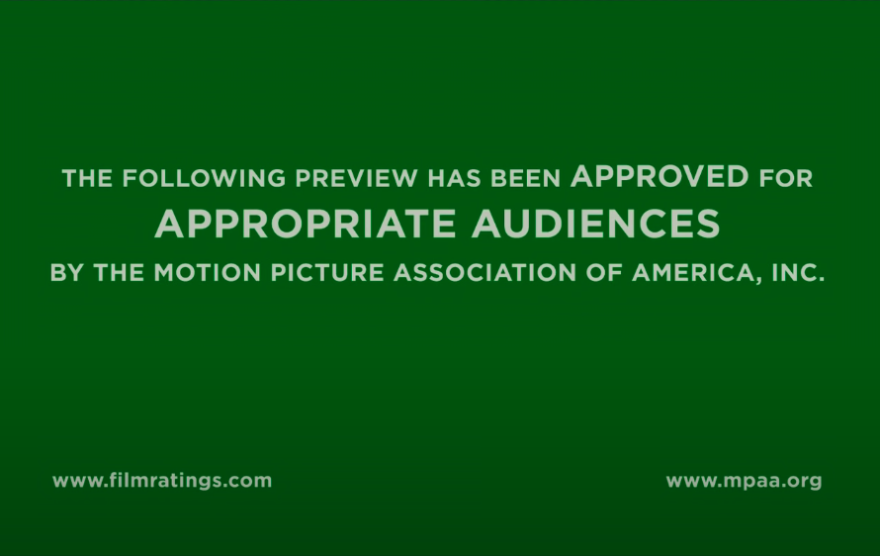 THE FOLLOWING PREVIEW HAS BEEN APPROVED FOR
APPROPRIATE AUDIENCES
BY THE MOTION PICTURE ASSOCIATION OF AMERICA, INC.
www.filmratings.com
www.mpaa.org